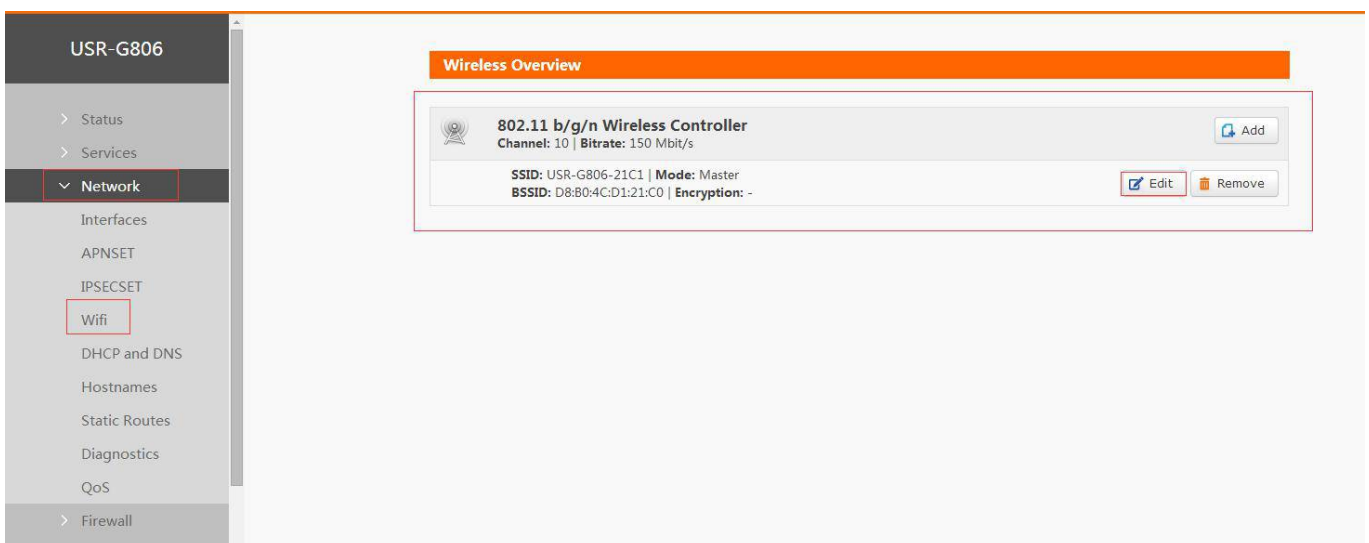 USR-G806
Status
Services
Network
Interfaces
APNSET
IPSECSET
Wifi
DHCP and DNS
Hostnames
Static Routes
Diagnostics
QoS
Firewall
Wireless Overview
802.11 b/g/n Wireless Controller
Channel: 10 | Bitrate: 150 Mbit/s
Add
SSID: USR-G806-21C1 | Mode: Master
BSSID: D8:B0:4C:D1:21:C0 | Encryption: -
Edit
Remove